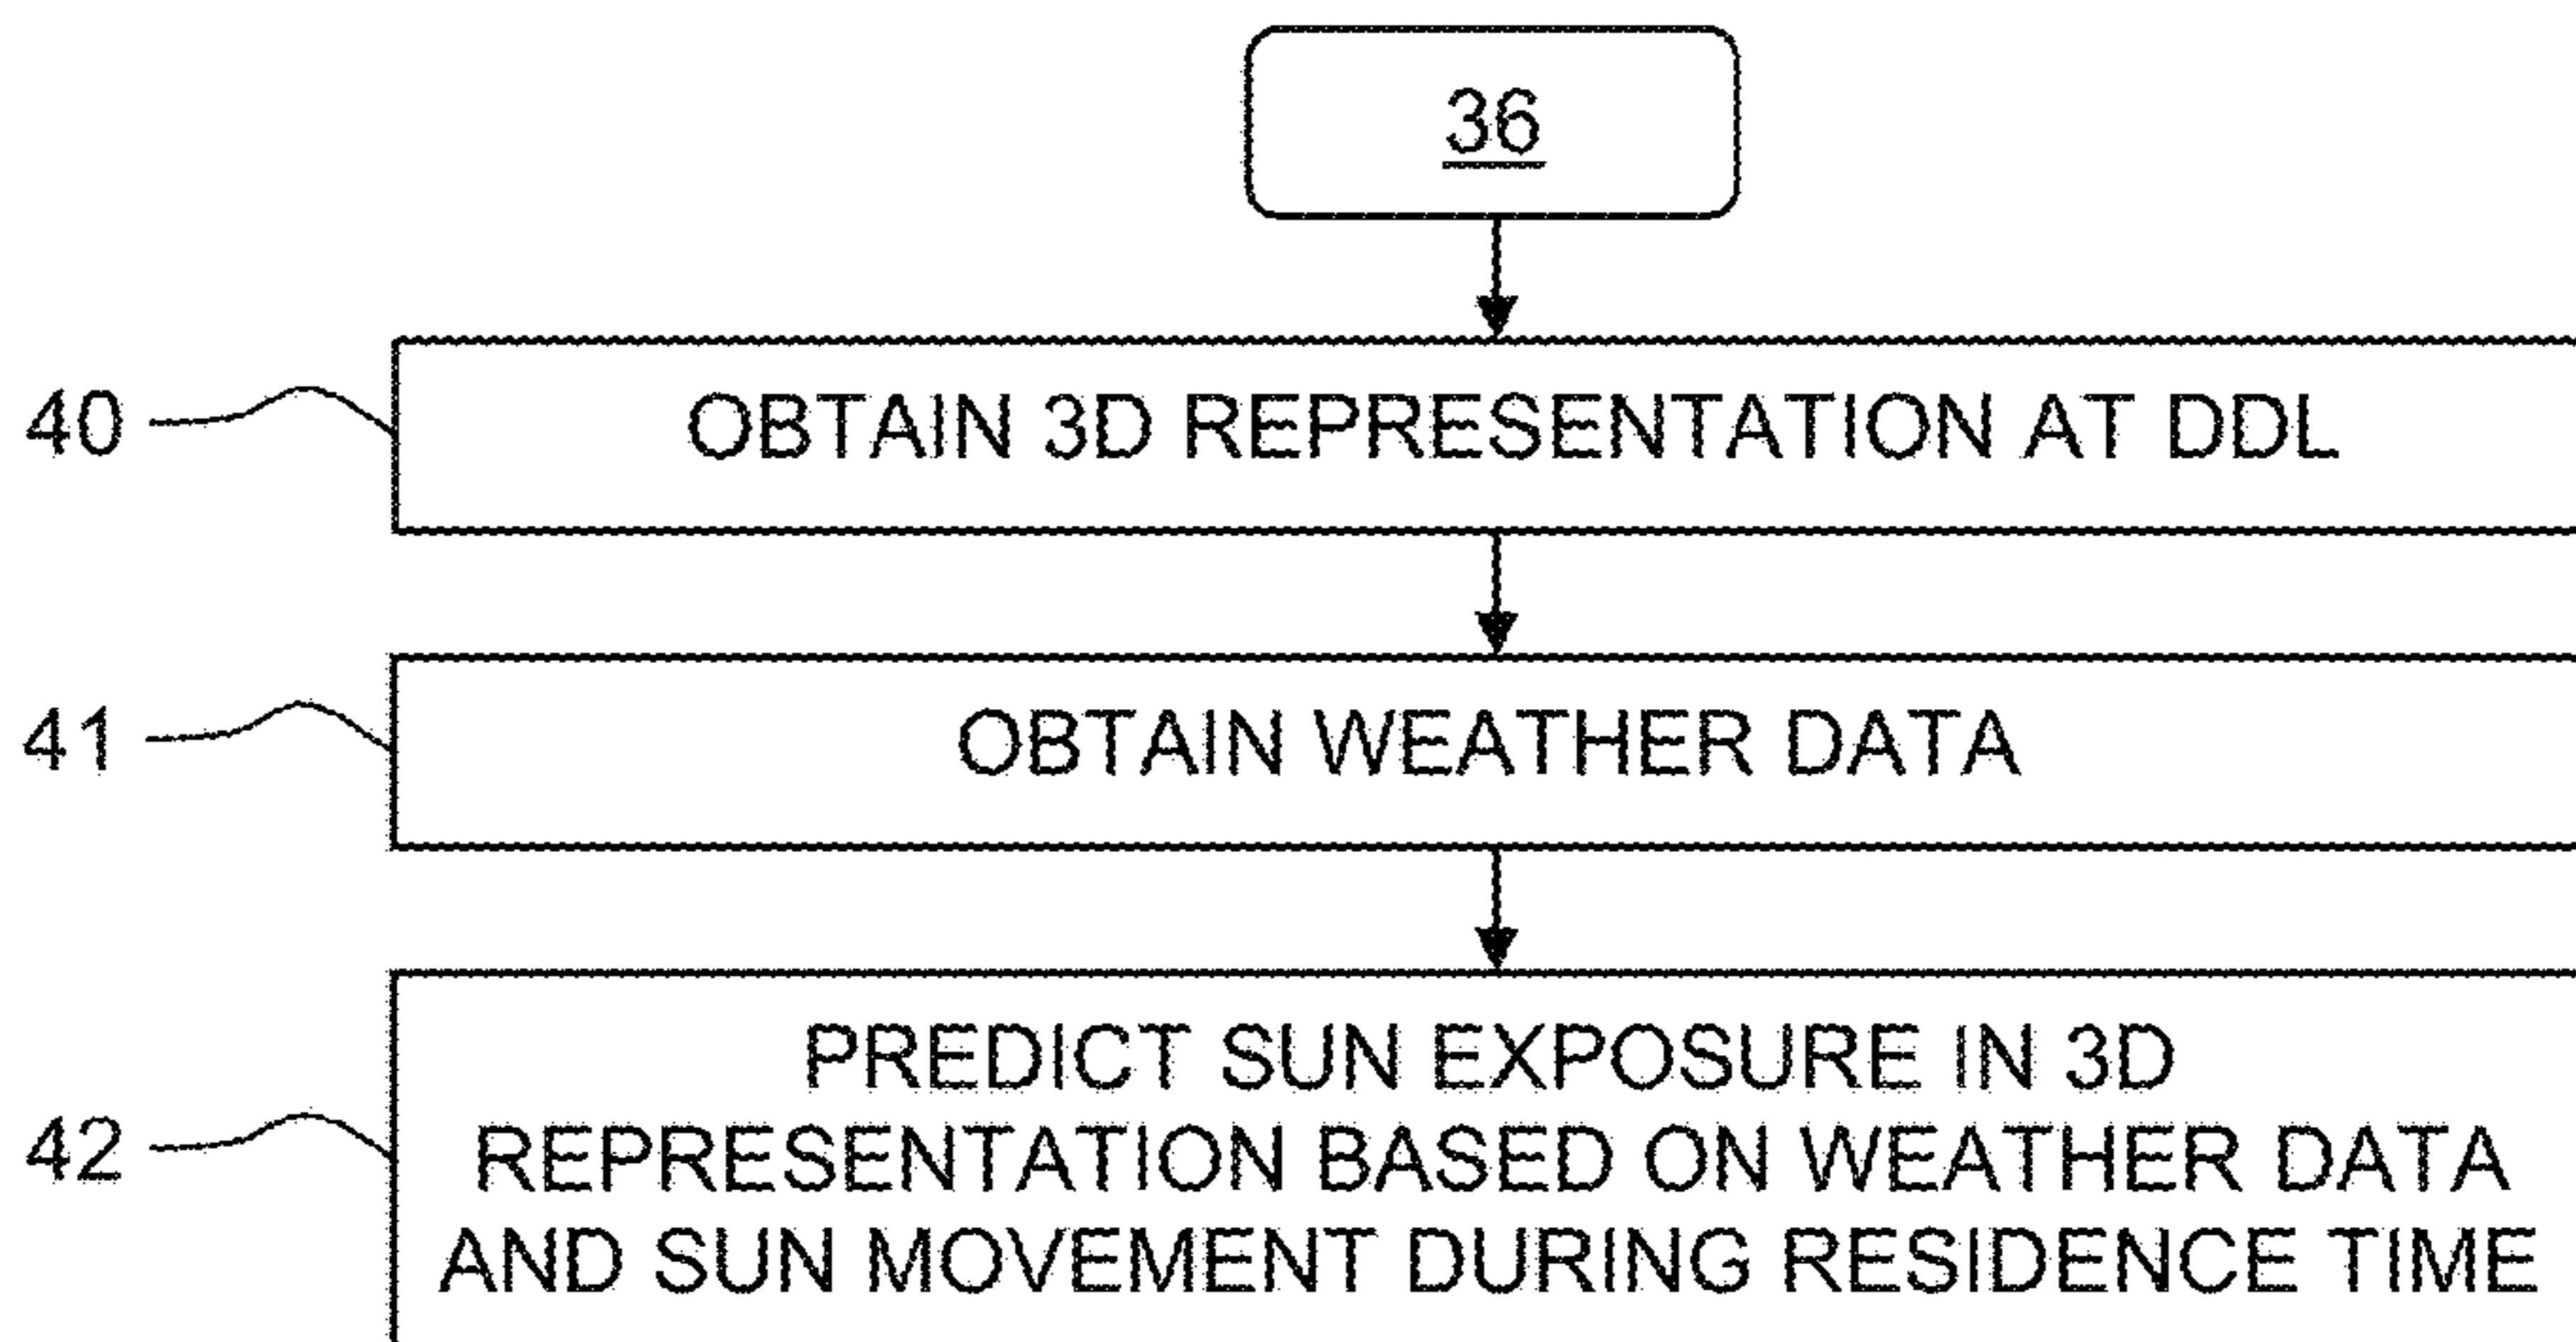 36
40
OBTAIN 3D REPRESENTATION AT DDL
41
OBTAIN WEATHER DATA
42
PREDICT SUN EXPOSURE IN 3D
REPRESENTATION BASED ON WEATHER DATA
AND SUN MOVEMENT DURING RESIDENCE TIME